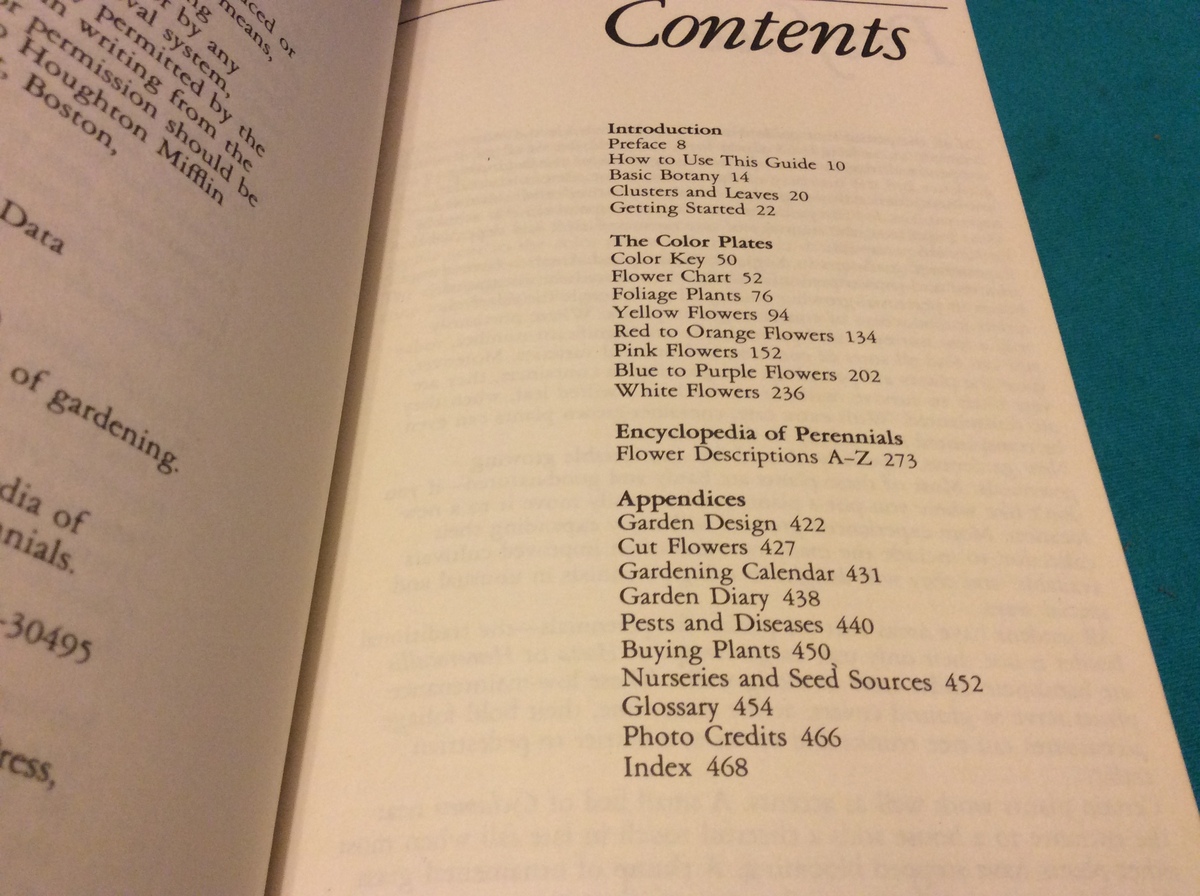 uced or
means,
ng
val system,
r by any
permitted by the
in writing from the
r permission should be
o Houghton Mifflin
, Boston,
Data
of gardening.
dia of
nnials.
-30495
ress,
Contents
Introduction
Preface 8
How to Use This Guide 10
Basic Botany 14
Clusters and Leaves 20
Getting Started 22
The Color Plates
Color Key 50
Flower Chart 52
Foliage Plants 76
Yellow Flowers 94
Red to Orange Flowers 134
Pink Flowers 152
Blue to Purple Flowers 202
White Flowers 236
Encyclopedia of Perennials
Flower Descriptions A–Z 273
Appendices
Garden Design 422
Cut Flowers 427
Gardening Calendar 431
Garden Diary 438
Pests and Diseases 440
Buying Plants 450
Nurseries and Seed Sources 452
Glossary 454
Photo Credits 466
Index 468